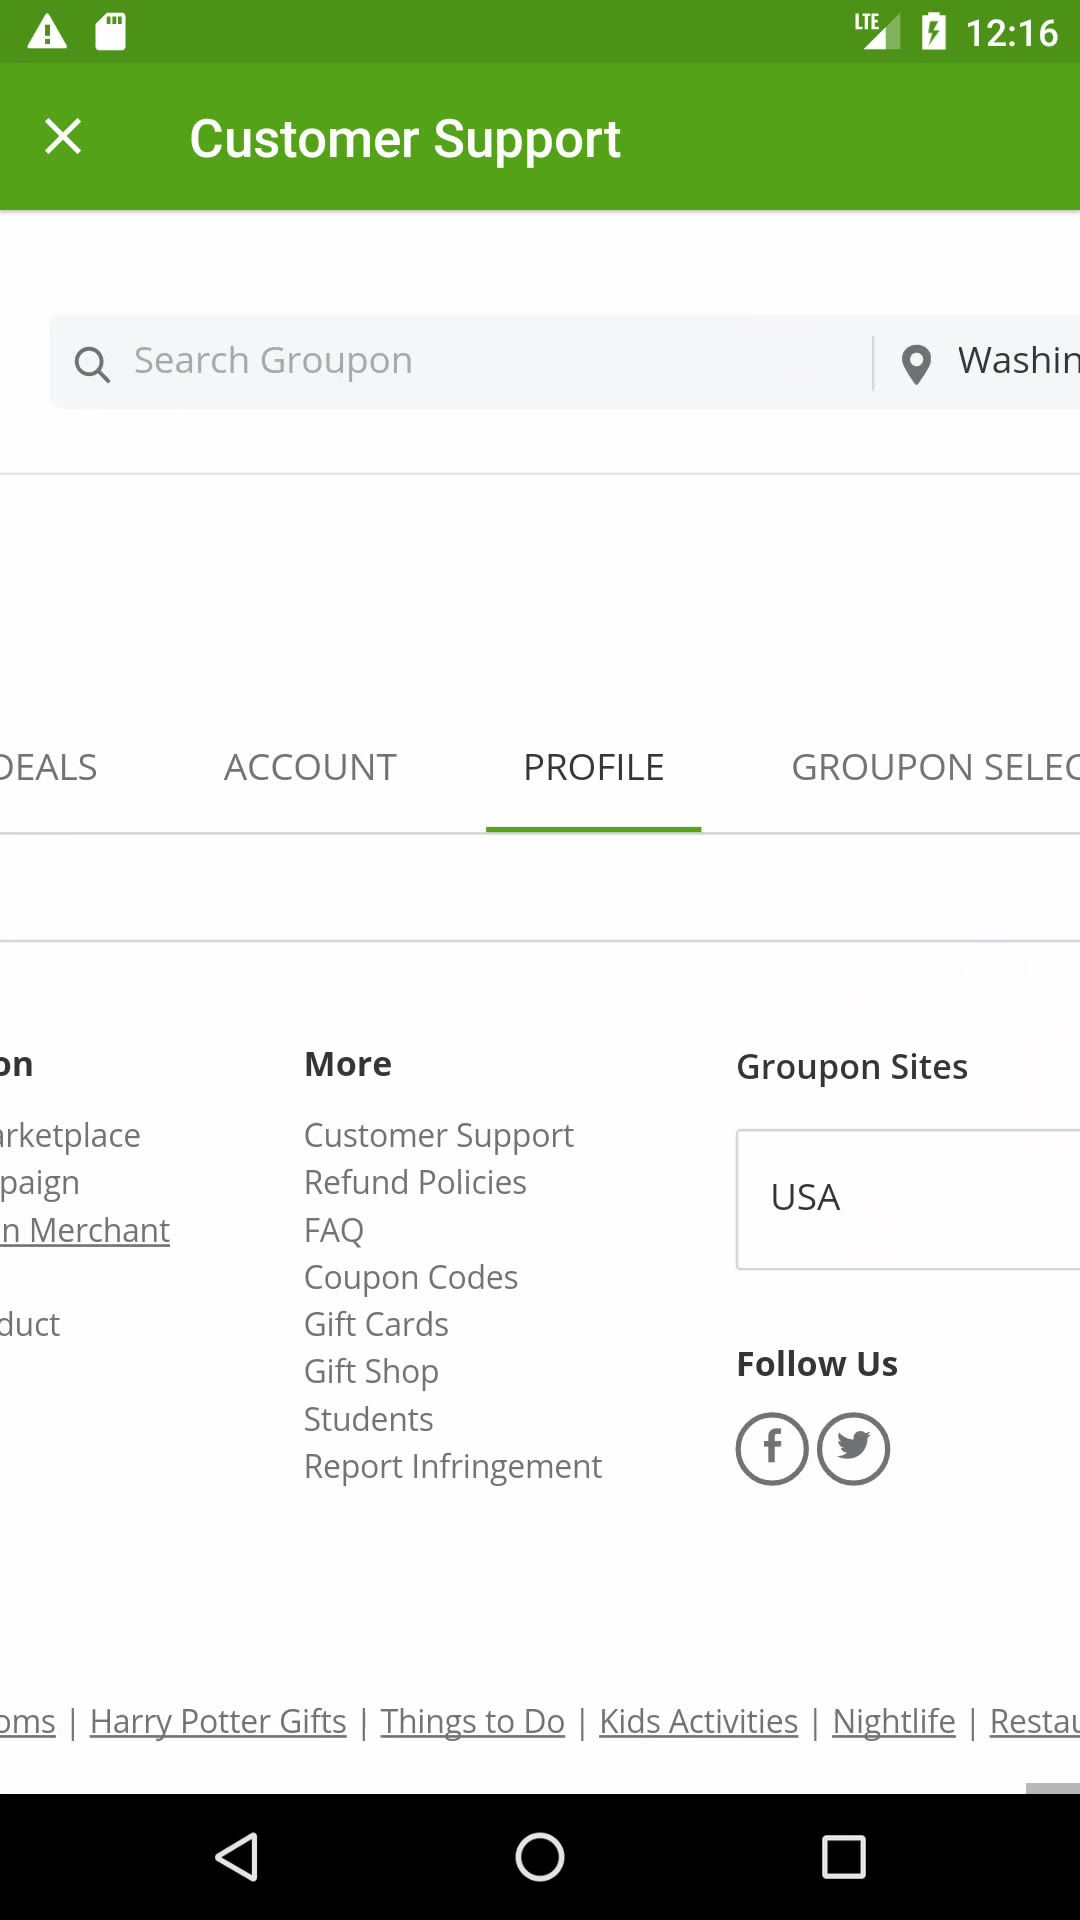 LTE 12:16
Customer Support
Search Groupon Washin
DEALS ACCOUNT PROFILE GROUPON SELEC
on
arketplace
paign
n Merchant
duct
More
Customer Support
Refund Policies
FAQ
Coupon Codes
Gift Cards
Gift Shop
Students
Report Infringement
Groupon Sites
USA
Follow Us
oms | Harry Potter Gifts | Things to Do | Kids Activities | Nightlife | Restau